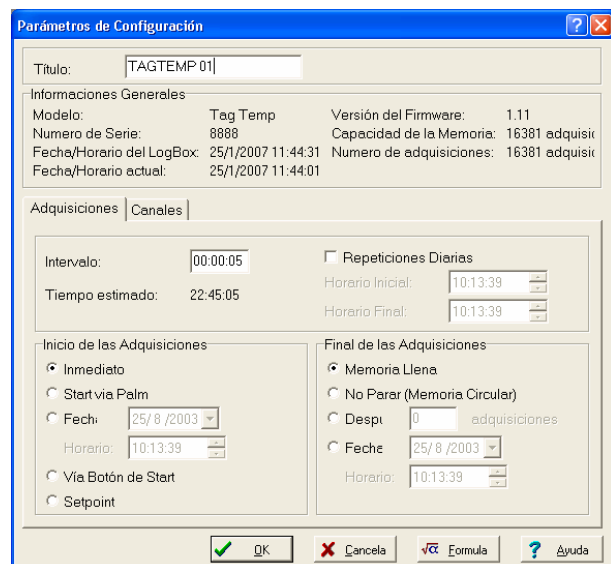 Parámetros de Configuración
Título: TAGTEMP 01
Informaciones Generales
Modelo: Tag Temp Versión del Firmware: 1.11
Numero de Serie: 8888 Capacidad de la Memoria: 16381 adquisi
Fecha/Horario del LogBox: 25/1/2007 11:44:31 Numero de adquisiciones: 16381 adquisi
Fecha/Horario actual: 25/1/2007 11:44:01
Adquisiciones Canales
Intervalo: 00:00:05 Repeticiones Diarias
Horario Inicial: 10:13:39
Tiempo estimado: 22:45:05
Horario Final: 10:13:39
Inicio de las Adquisiciones Final de las Adquisiciones
Inmediato Memoria Llena
Start via Palm No Parar (Memoria Circular)
Fech 25/ 8 /2003 Despu 0 adquisiciones
Horario: 10:13:39 Feche 25/ 8 /2003
Vía Botón de Start Horario: 10:13:39
Setpoint
OK Cancela √α Formula ? Ayuda